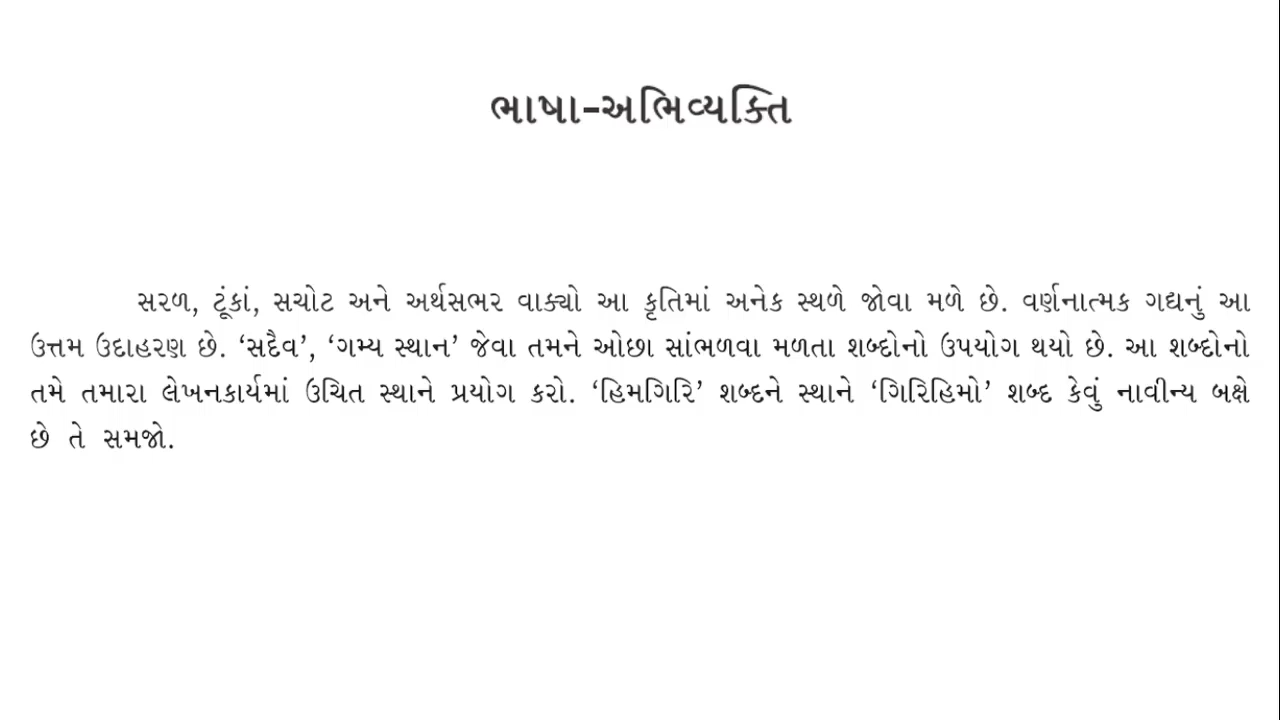 ભાષા-અભિવ્યક્તિ
સરળ, ટૂંકાં, સચોટ અને અર્થસભર વાક્યો આ કૃતિમાં અનેક સ્થળે જોવા મળે છે. વર્ણનાત્મક ગદ્યનું આ
ઉત્તમ ઉદાહરણ છે. ‘સદૈવ’, ‘ગમ્ય સ્થાન’ જેવા તમને ઓછા સાંભળવા મળતા શબ્દોનો ઉપયોગ થયો છે. આ શબ્દોનો
તમે તમારા લેખનકાર્યમાં ઉચિત સ્થાને પ્રયોગ કરો. ‘હિમગિરિ’ શબ્દને સ્થાને ‘ગિરિહિમો’ શબ્દ કેવું નાવીન્ય બક્ષે
છે તે સમજો.